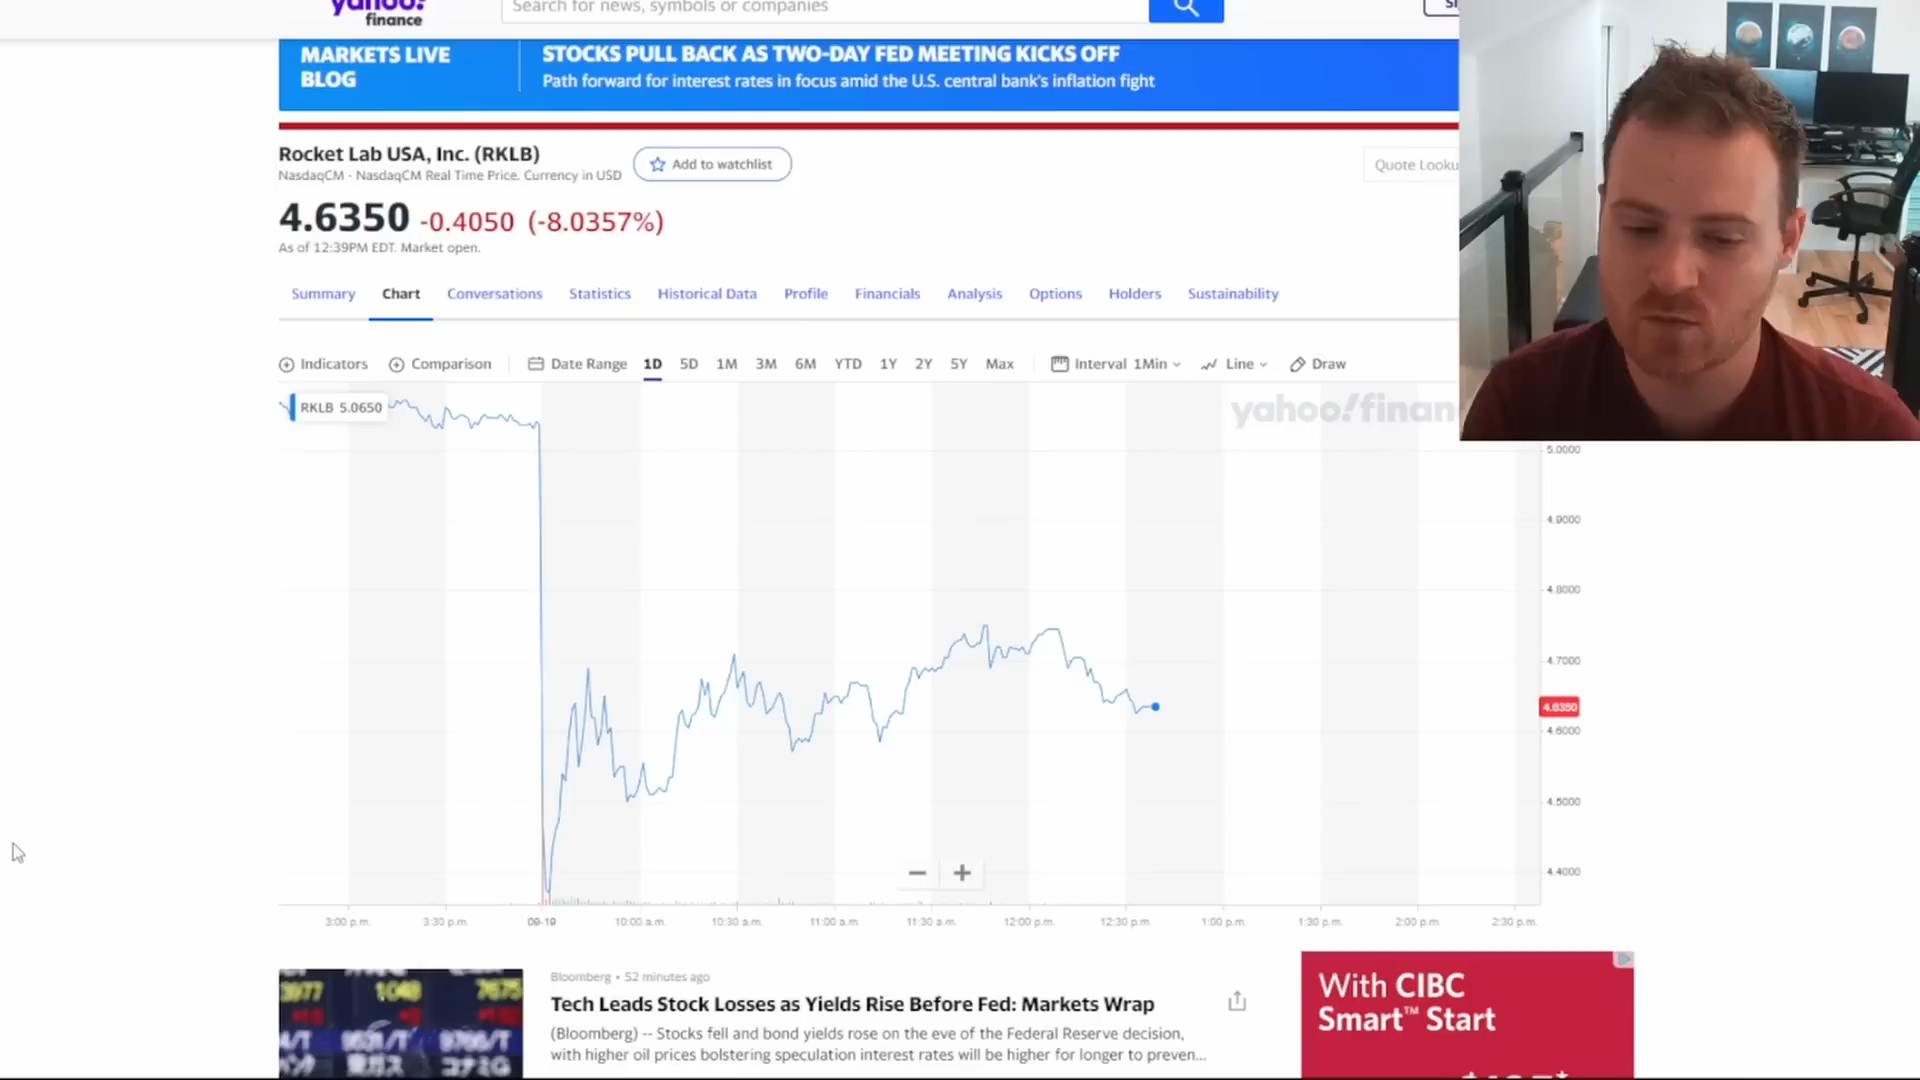 yahoo!
finance
Search for news, symbols or companies
MARKETS LIVE
BLOG
STOCKS PULL BACK AS TWO-DAY FED MEETING KICKS OFF
Path forward for interest rates in focus amid the U.S. central bank's inflation fight
Rocket Lab USA, Inc. (RKLB)
NasdaqCM - NasdaqCM Real Time Price. Currency in USD
Add to watchlist
Quote Looku
4.6350 -0.4050 (-8.0357%)
As of 12:39PM EDT. Market open.
Summary Chart Conversations Statistics Historical Data Profile Financials Analysis Options Holders Sustainability
Indicators Comparison Date Range 1D 5D 1M 3M 6M YTD 1Y 2Y 5Y Max Interval 1Min Line Draw
RKLB 5.0650
yahoo!finan
5.0000
4.9000
4.8000
4.7000
4.6350
4.6000
4.5000
4.4000
3:00 p.m. 3:30 p.m. 09-19 10:00 a.m. 10:30 a.m. 11:00 a.m. 11:30 a.m. 12:00 p.m. 12:30 p.m. 1:00 p.m. 1:30 p.m. 2:00 p.m. 2:30 p.m.
Bloomberg • 52 minutes ago
Tech Leads Stock Losses as Yields Rise Before Fed: Markets Wrap
(Bloomberg) -- Stocks fell and bond yields rose on the eve of the Federal Reserve decision,
with higher oil prices bolstering speculation interest rates will be higher for longer to preven...
With CIBC
Smart™ Start
3977 1048 7675